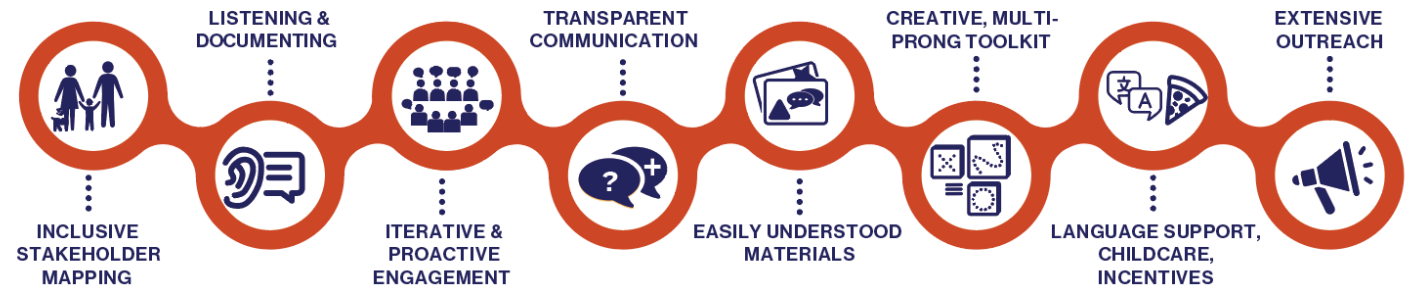 INCLUSIVE
STAKEHOLDER
MAPPING
LISTENING &
DOCUMENTING
ITERATIVE &
PROACTIVE
ENGAGEMENT
TRANSPARENT
COMMUNICATION
?
+
EASILY UNDERSTOOD
MATERIALS
CREATIVE, MULTI-
PRONG TOOLKIT
文
A
LANGUAGE SUPPORT,
CHILDCARE,
INCENTIVES
EXTENSIVE
OUTREACH